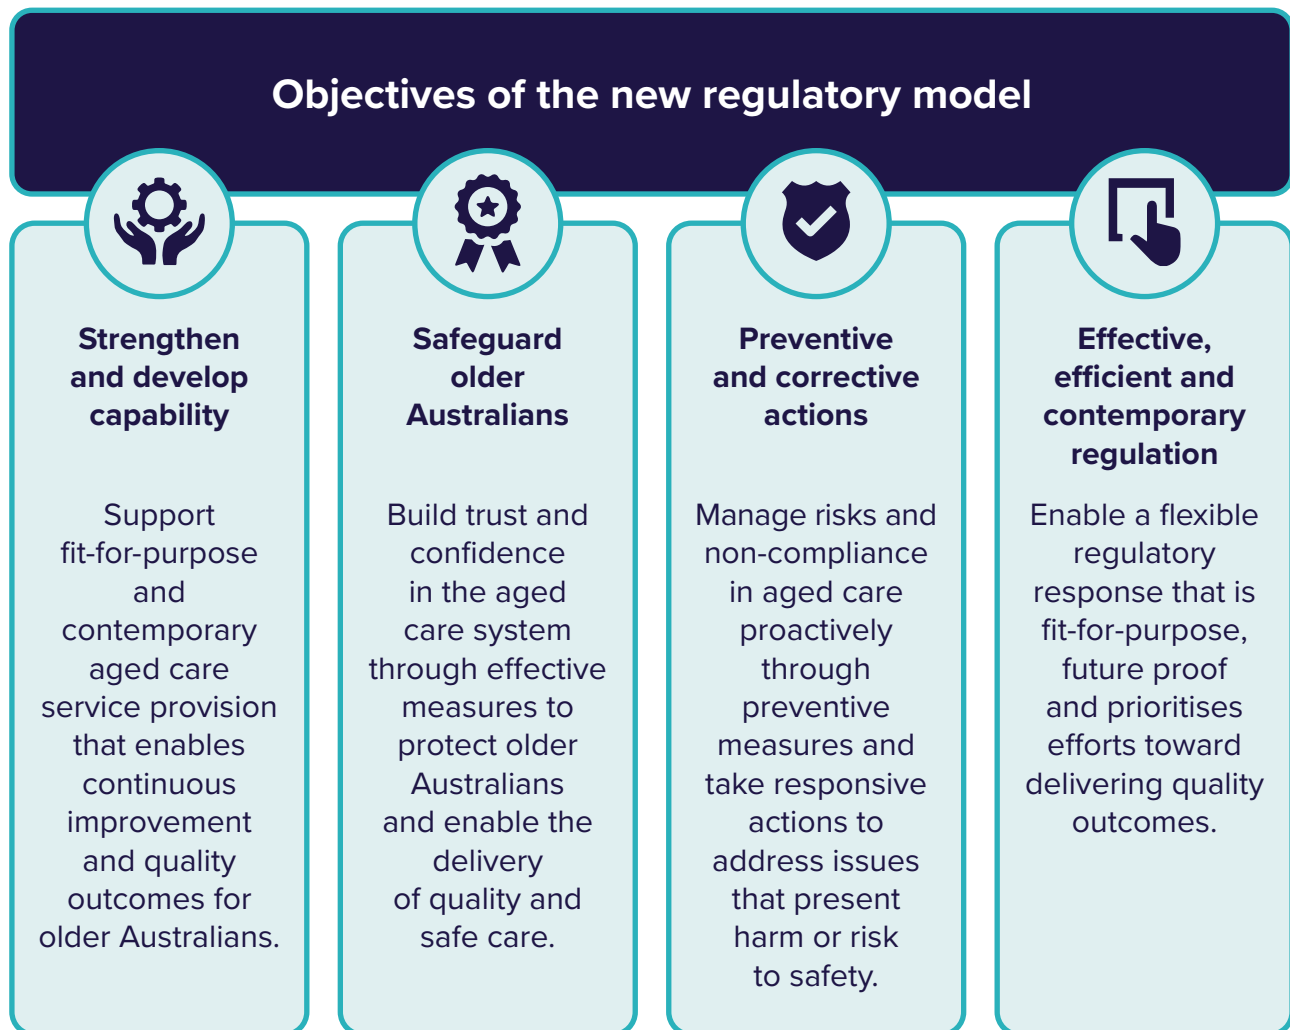 Objectives of the new regulatory model
Strengthen
and develop
capability
Support
fit-for-purpose
and
contemporary
aged care
service provision
that enables
continuous
improvement
and quality
outcomes for
older Australians.
Safeguard
older
Australians
Build trust and
confidence
in the aged
care system
through effective
measures to
protect older
Australians
and enable the
delivery
of quality and
safe care.
Preventive
and corrective
actions
Manage risks and
non-compliance
in aged care
proactively
through
preventive
measures and
take responsive
actions to
address issues
that present
harm or risk
to safety.
Effective,
efficient and
contemporary
regulation
Enable a flexible
regulatory
response that is
fit-for-purpose,
future proof
and prioritises
efforts toward
delivering quality
outcomes.